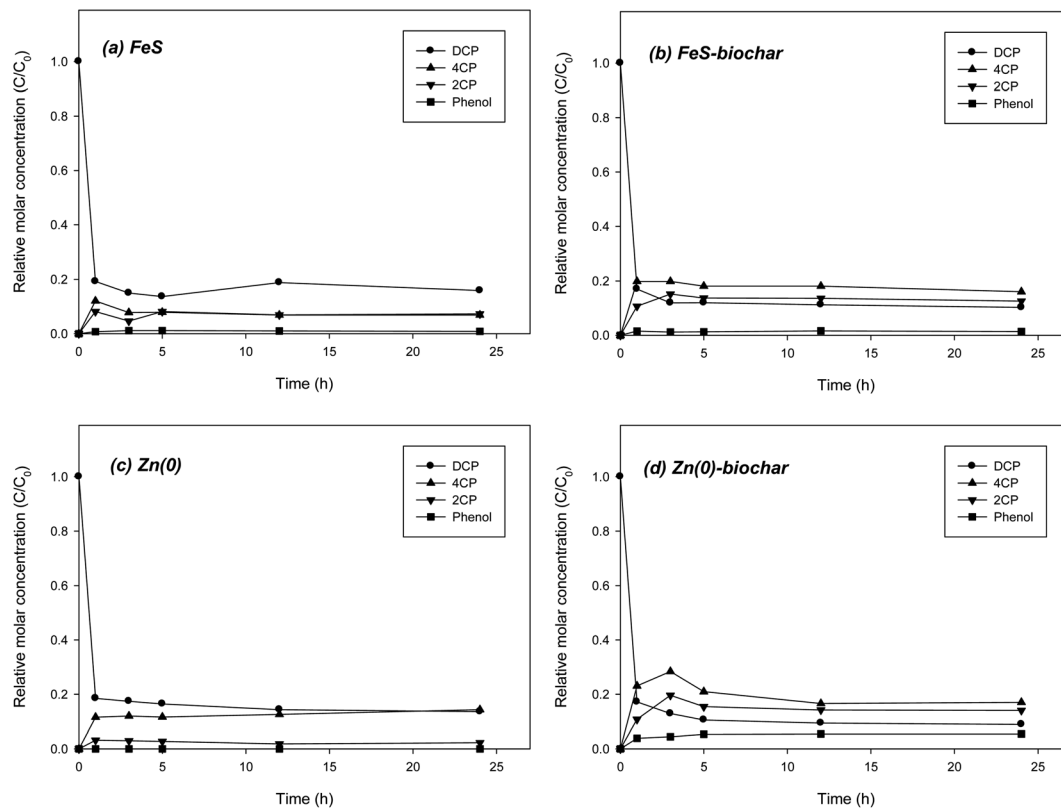 (a) FeS
DCP
4CP
2CP
Phenol
Relative molar concentration (C/C0)
1.0
0.8
0.6
0.4
0.2
0.0
0 5 10 15 20 25
Time (h)
(b) FeS-biochar
DCP
4CP
2CP
Phenol
Relative molar concentration (C/C0)
1.0
0.8
0.6
0.4
0.2
0.0
0 5 10 15 20 25
Time (h)
(c) Zn(0)
DCP
4CP
2CP
Phenol
Relative molar concentration (C/C0)
1.0
0.8
0.6
0.4
0.2
0.0
0 5 10 15 20 25
Time (h)
(d) Zn(0)-biochar
DCP
4CP
2CP
Phenol
Relative molar concentration (C/C0)
1.0
0.8
0.6
0.4
0.2
0.0
0 5 10 15 20 25
Time (h)